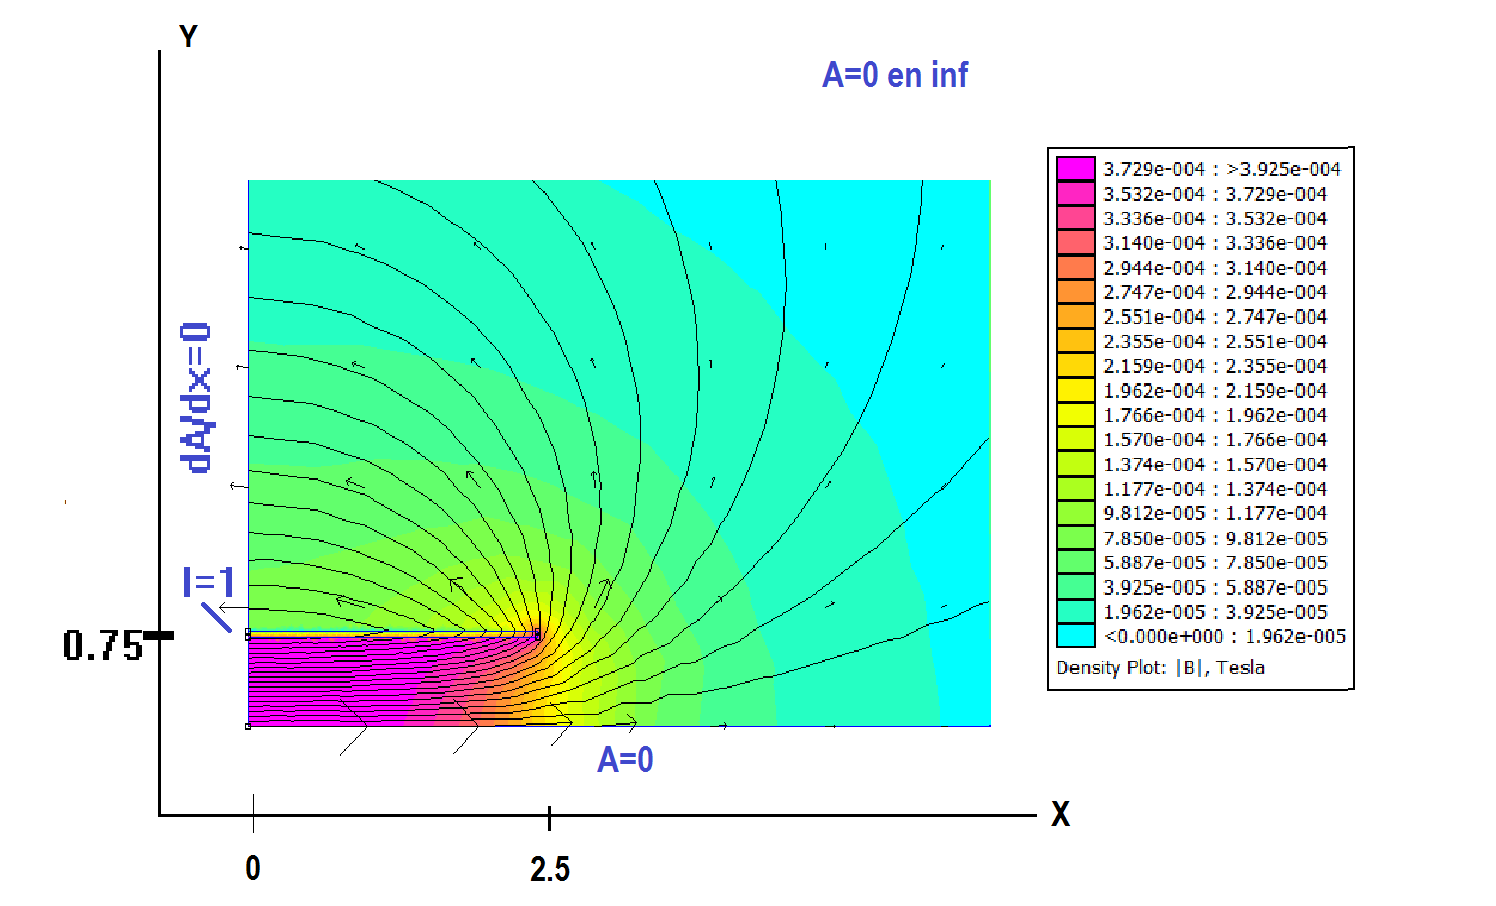 Y
A=0 en inf
3.729e-004 : >3.925e-004
3.532e-004 : 3.729e-004
3.336e-004 : 3.532e-004
3.140e-004 : 3.336e-004
2.944e-004 : 3.140e-004
2.747e-004 : 2.944e-004
2.551e-004 : 2.747e-004
2.355e-004 : 2.551e-004
2.159e-004 : 2.355e-004
1.962e-004 : 2.159e-004
1.766e-004 : 1.962e-004
1.570e-004 : 1.766e-004
1.374e-004 : 1.570e-004
1.177e-004 : 1.374e-004
9.812e-005 : 1.177e-004
7.850e-005 : 9.812e-005
5.887e-005 : 7.850e-005
3.925e-005 : 5.887e-005
1.962e-005 : 3.925e-005
<0.000e+000 : 1.962e-005
Density Plot: |B|, Tesla
dA/dx=0
I=1
0.75
A=0
X
0
2.5